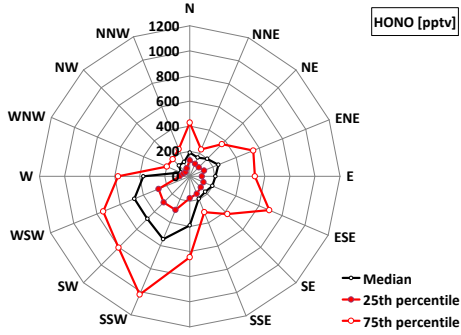 N
1200
HONO [pptv]
NNW
NNE
1000
NW
800
NE
600
WNW
400
ENE
200
W
0
E
WSW
ESE
SW
SE
SSW
SSE
Median
25th percentile
75th percentile